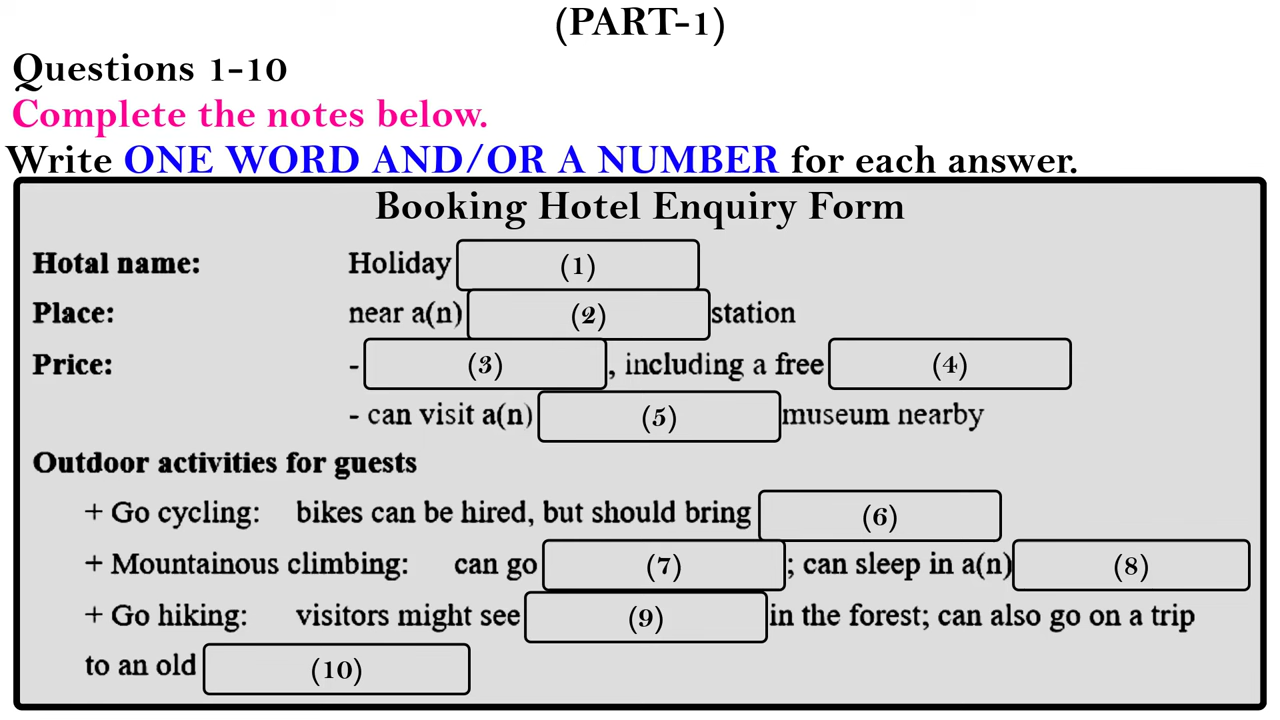 (PART-1)
Questions 1-10
Complete the notes below.
Write ONE WORD AND/OR A NUMBER for each answer.
Booking Hotel Enquiry Form
Hotal name: Holiday (1)
Place: near a(n) (2) station
Price: - (3) , including a free (4)
- can visit a(n) (5) museum nearby
Outdoor activities for guests
+ Go cycling: bikes can be hired, but should bring (6)
+ Mountainous climbing: can go (7) ; can sleep in a(n) (8)
+ Go hiking: visitors might see (9) in the forest; can also go on a trip
to an old (10)